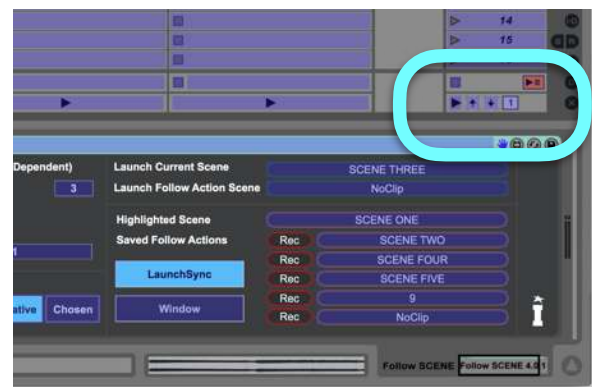 14
15
1
Dependent)
Launch Current Scene
SCENE THREE
3
Launch Follow Action Scene
NoClip
Highlighted Scene
SCENE ONE
Saved Follow Actions
Rec
SCENE TWO
Rec
SCENE FOUR
LaunchSync
Rec
SCENE FIVE
Rec
9
ative
Chosen
Window
Rec
NoClip
Follow SCENE
Follow SCENE 4.0.1